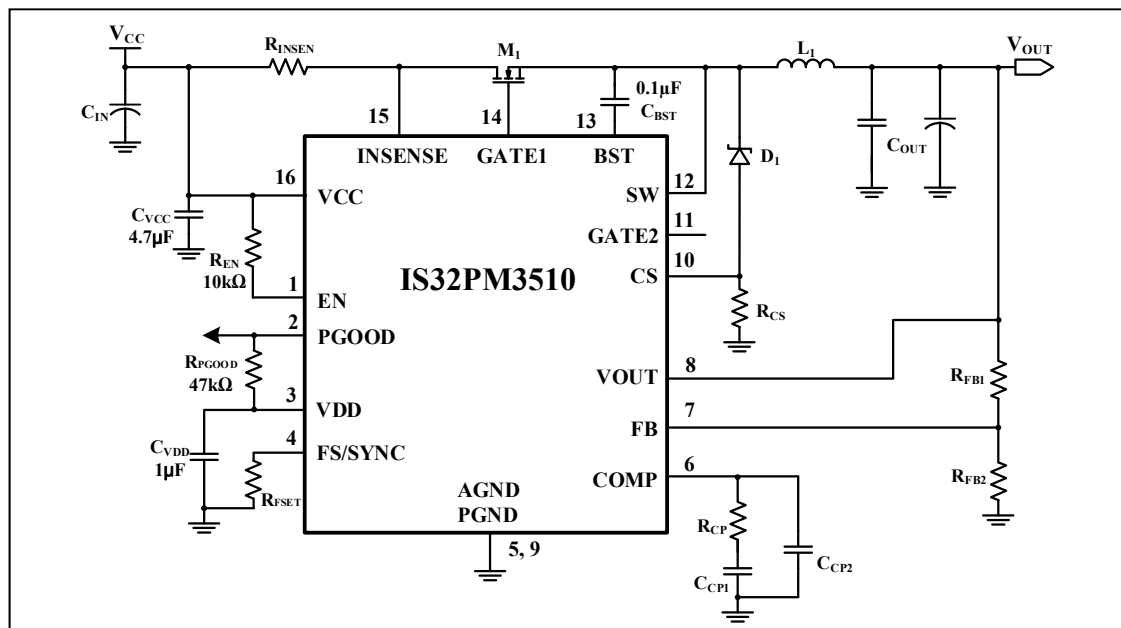 VCC
RINSEN
M1
L1
VOUT
CIN
0.1µF
CBST
COUT
15
14
13
INSENSE
GATE1
BST
D1
16
VCC
SW
12
CVCC
4.7µF
GATE2
11
REN
10kΩ
CS
10
IS32PM3510
1
EN
RCS
2
PGOOD
RPGOOD
47kΩ
VOUT
8
RFB1
3
VDD
FB
7
CVDD
1µF
4
FS/SYNC
COMP
6
RFB2
RFSET
AGND
PGND
RCP
5, 9
CCP1
CCP2